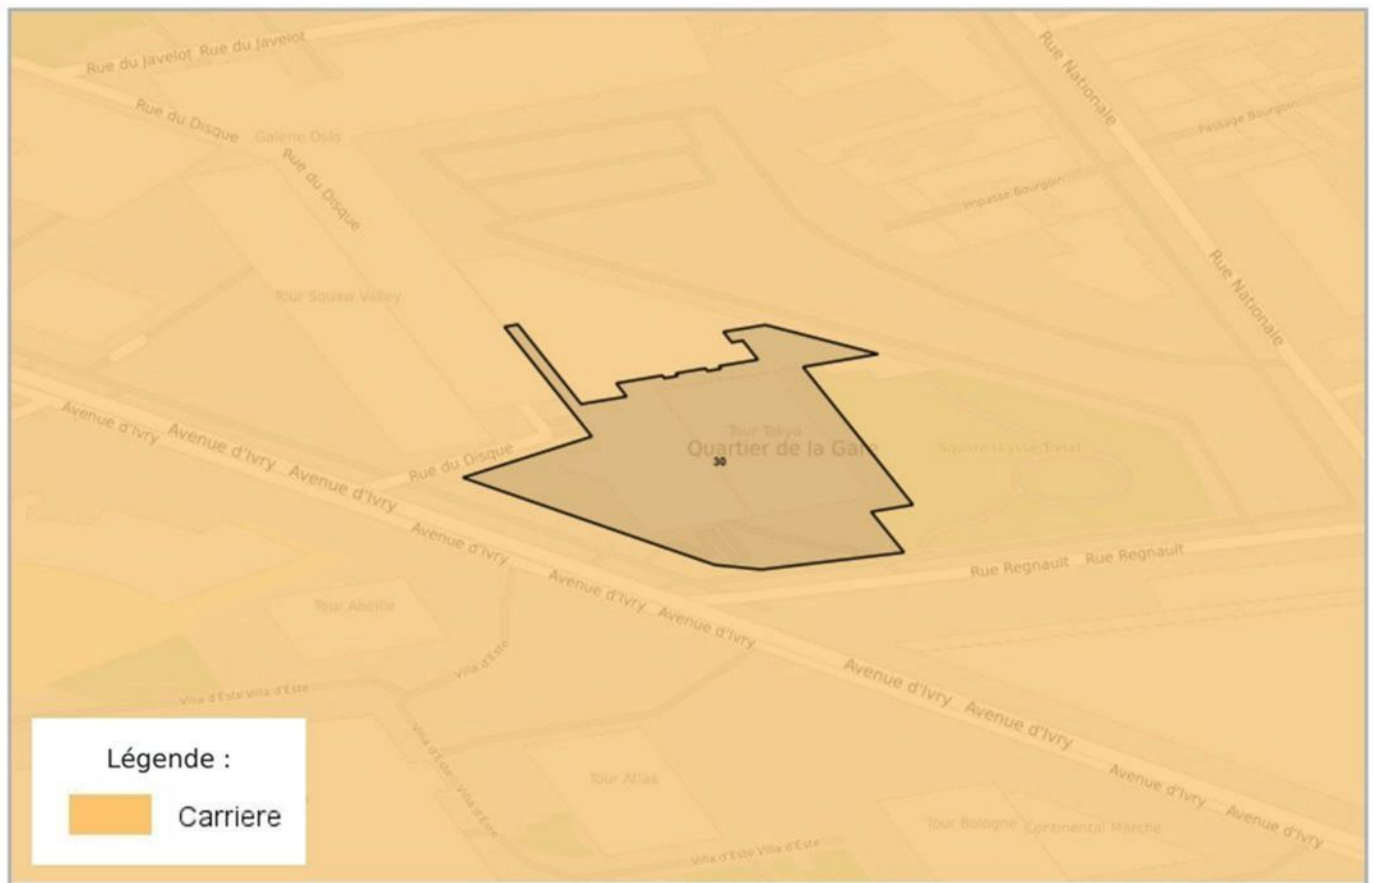 Rue du Javelot Rue du Javelot
Rue Nationale
Rue du Disque
Galerie Oslo
Passage Bourgoin
Rue du Disque
Impasse Bourgoin
Rue Nationale
Tour Squaw Valley
Avenue d'Ivry Avenue d'Ivry Avenue d'Ivry
Rue du Disque
Tour Tokyo
Quartier de la Gare
30
Square Ulysse Trélat
Avenue d'Ivry Avenue d'Ivry Avenue d'Ivry Avenue d'Ivry
Rue Regnault Rue Regnault
Tour Abeille
Villa d'Este
Villa d'Este Villa d'Este
Avenue d'Ivry Avenue d'Ivry
Villa d'Este Villa d'Este
Légende :
Carriere
Tour Atlas
Avenue d'Ivry Avenue d'Ivry
Tour Bologne Continental Marche
Villa d'Este Villa d'Este